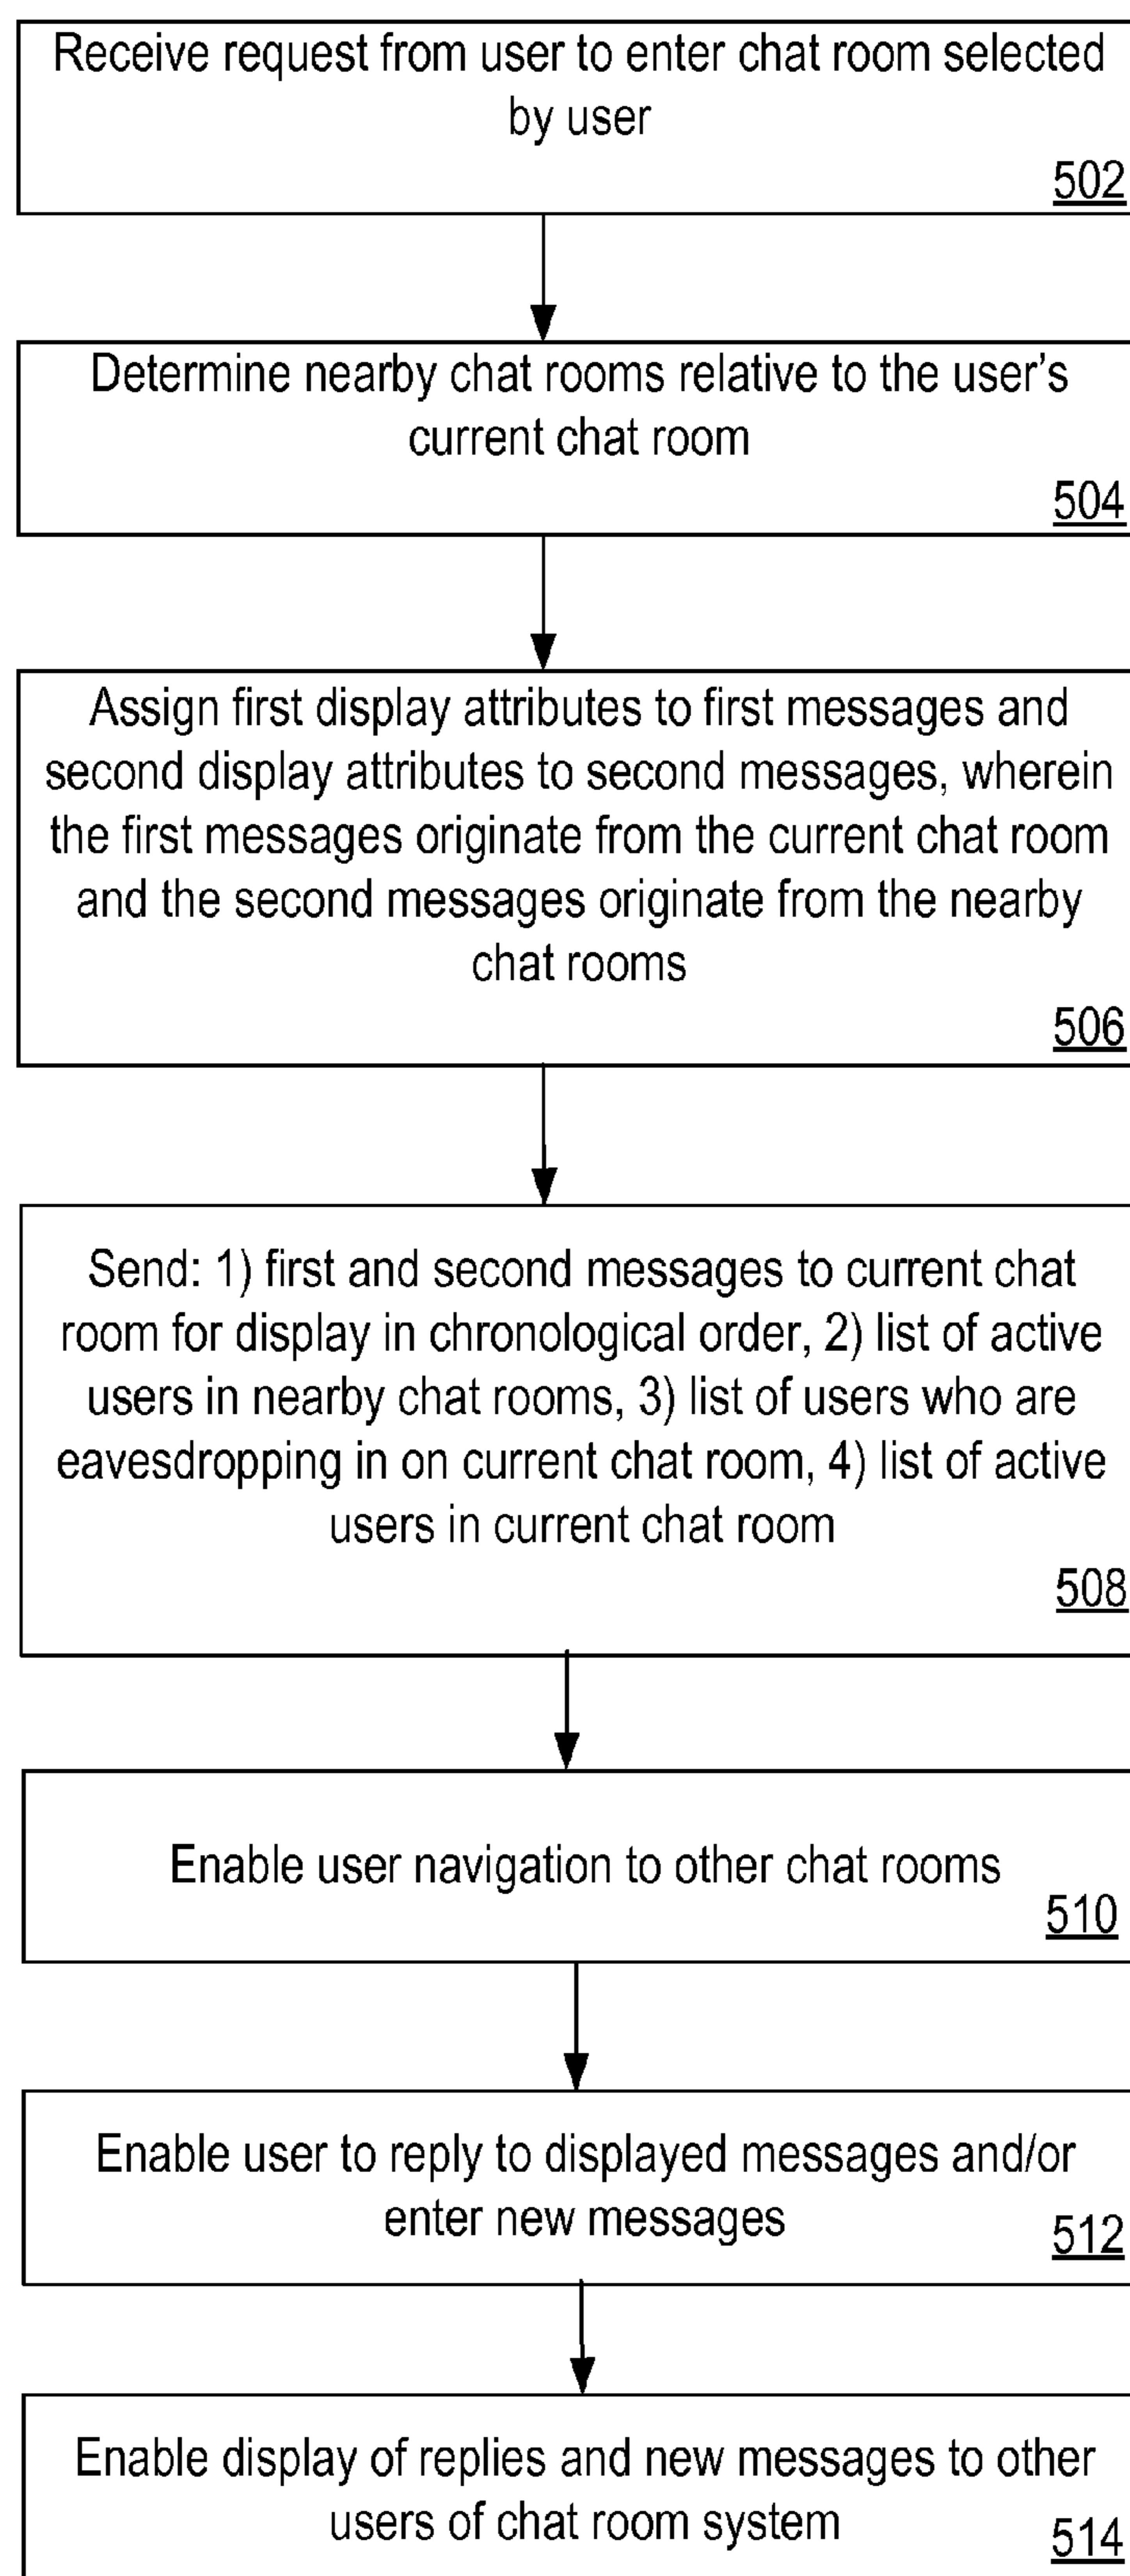 Receive request from user to enter chat room selected
by user
502
Determine nearby chat rooms relative to the user’s
current chat room
504
Assign first display attributes to first messages and
second display attributes to second messages, wherein
the first messages originate from the current chat room
and the second messages originate from the nearby
chat rooms
506
Send: 1) first and second messages to current chat
room for display in chronological order, 2) list of active
users in nearby chat rooms, 3) list of users who are
eavesdropping in on current chat room, 4) list of active
users in current chat room
508
Enable user navigation to other chat rooms
510
Enable user to reply to displayed messages and/or
enter new messages
512
Enable display of replies and new messages to other
users of chat room system
514